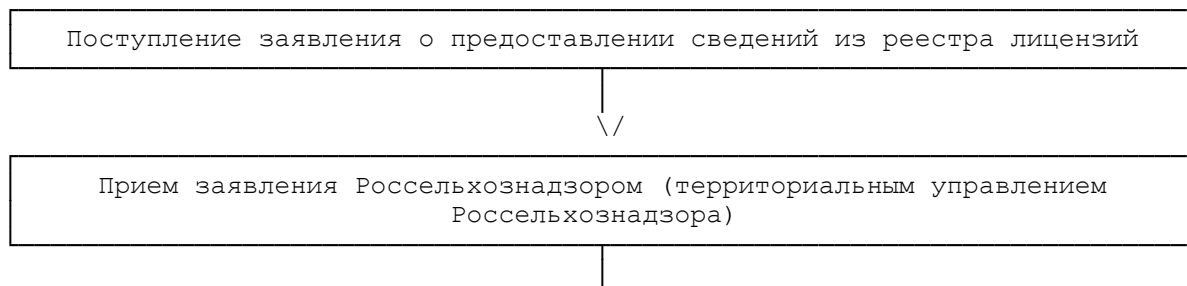 Поступление заявления о предоставлении сведений из реестра лицензий
\/
Прием заявления Россельхознадзором (территориальным управлением
Россельхознадзора)